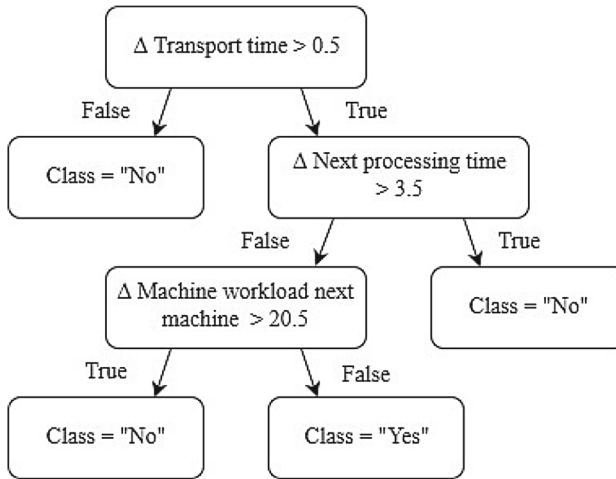 Δ Transport time > 0.5
False
True
Class = "No"
Δ Next processing time
> 3.5
False
True
Δ Machine workload next
machine > 20.5
Class = "No"
True
False
Class = "No"
Class = "Yes"